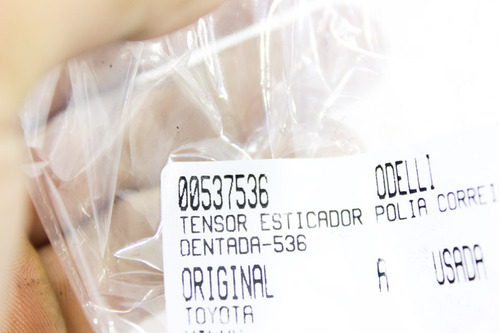 00537536 ODELLI
TENSOR ESTICADOR POLIA CORREI
DENTADA-536
ORIGINAL A USADA
TOYOTA